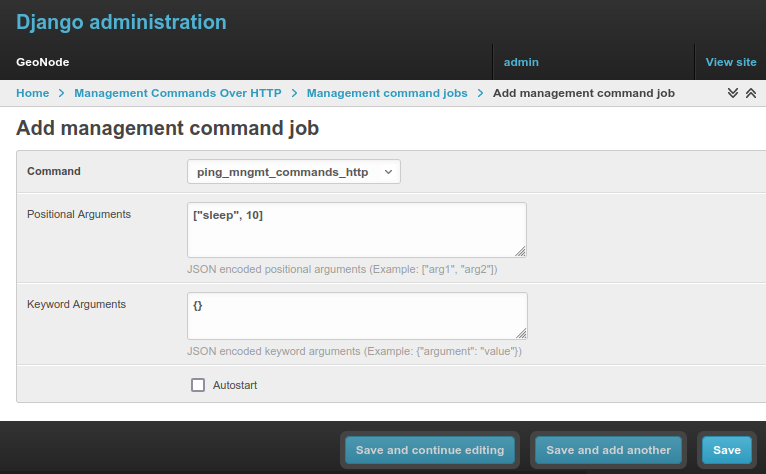 Django administration
GeoNode admin View site
Home > Management Commands Over HTTP > Management command jobs > Add management command job
Add management command job
Command ping_mngmt_commands_http
Positional Arguments ["sleep", 10]
JSON encoded positional arguments (Example: ["arg1", "arg2"])
Keyword Arguments {}
JSON encoded keyword arguments (Example: {"argument": "value"})
Autostart
Save and continue editing Save and add another Save